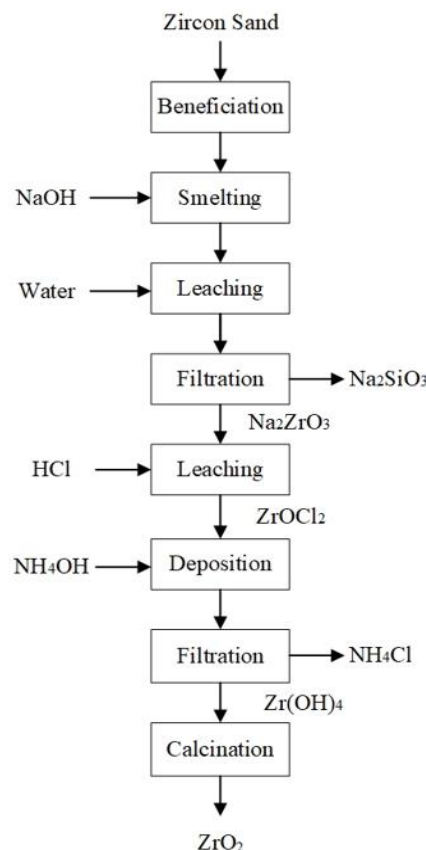 Zircon Sand
Beneficiation
NaOH
Smelting
Water
Leaching
Filtration
Na2SiO3
Na2ZrO3
HCl
Leaching
ZrOCl2
NH4OH
Deposition
Filtration
NH4Cl
Zr(OH)4
Calcination
ZrO2